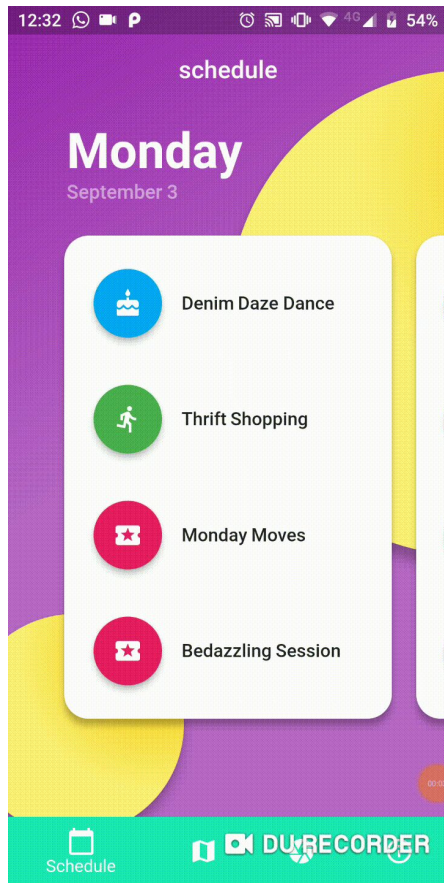 12:32 4G 54%
schedule
Monday
September 3
Denim Daze Dance
Thrift Shopping
Monday Moves
Bedazzling Session
Schedule
DU RECORDER